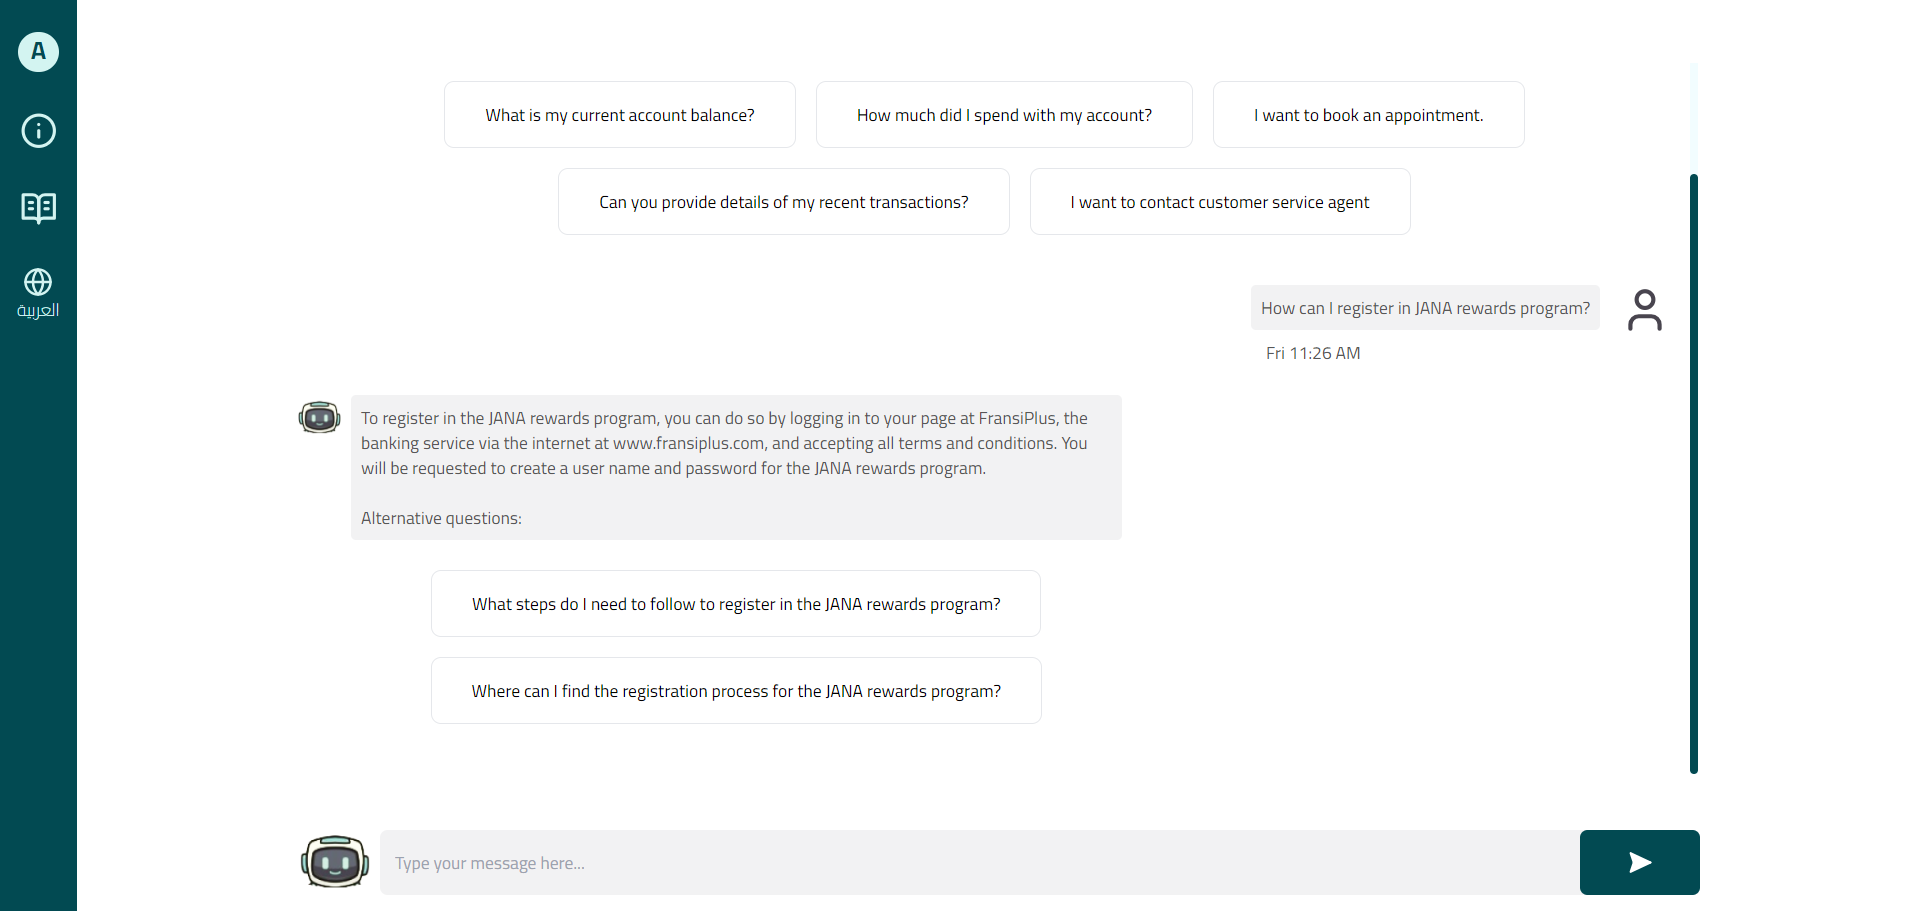 A
العربية
What is my current account balance?
How much did I spend with my account?
I want to book an appointment.
Can you provide details of my recent transactions?
I want to contact customer service agent
How can I register in JANA rewards program?
Fri 11:26 AM
To register in the JANA rewards program, you can do so by logging in to your page at FransiPlus, the
banking service via the internet at www.fransiplus.com, and accepting all terms and conditions. You
will be requested to create a user name and password for the JANA rewards program.
Alternative questions:
What steps do I need to follow to register in the JANA rewards program?
Where can I find the registration process for the JANA rewards program?
Type your message here...